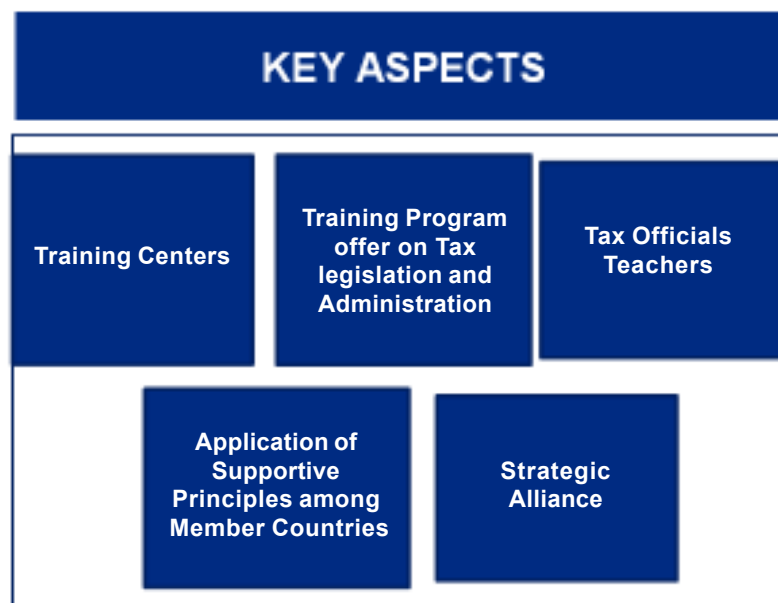 KEY ASPECTS
Training Centers
Training Program
offer on Tax
legislation and
Administration
Tax Officials
Teachers
Application of
Supportive
Principles among
Member Countries
Strategic
Alliance